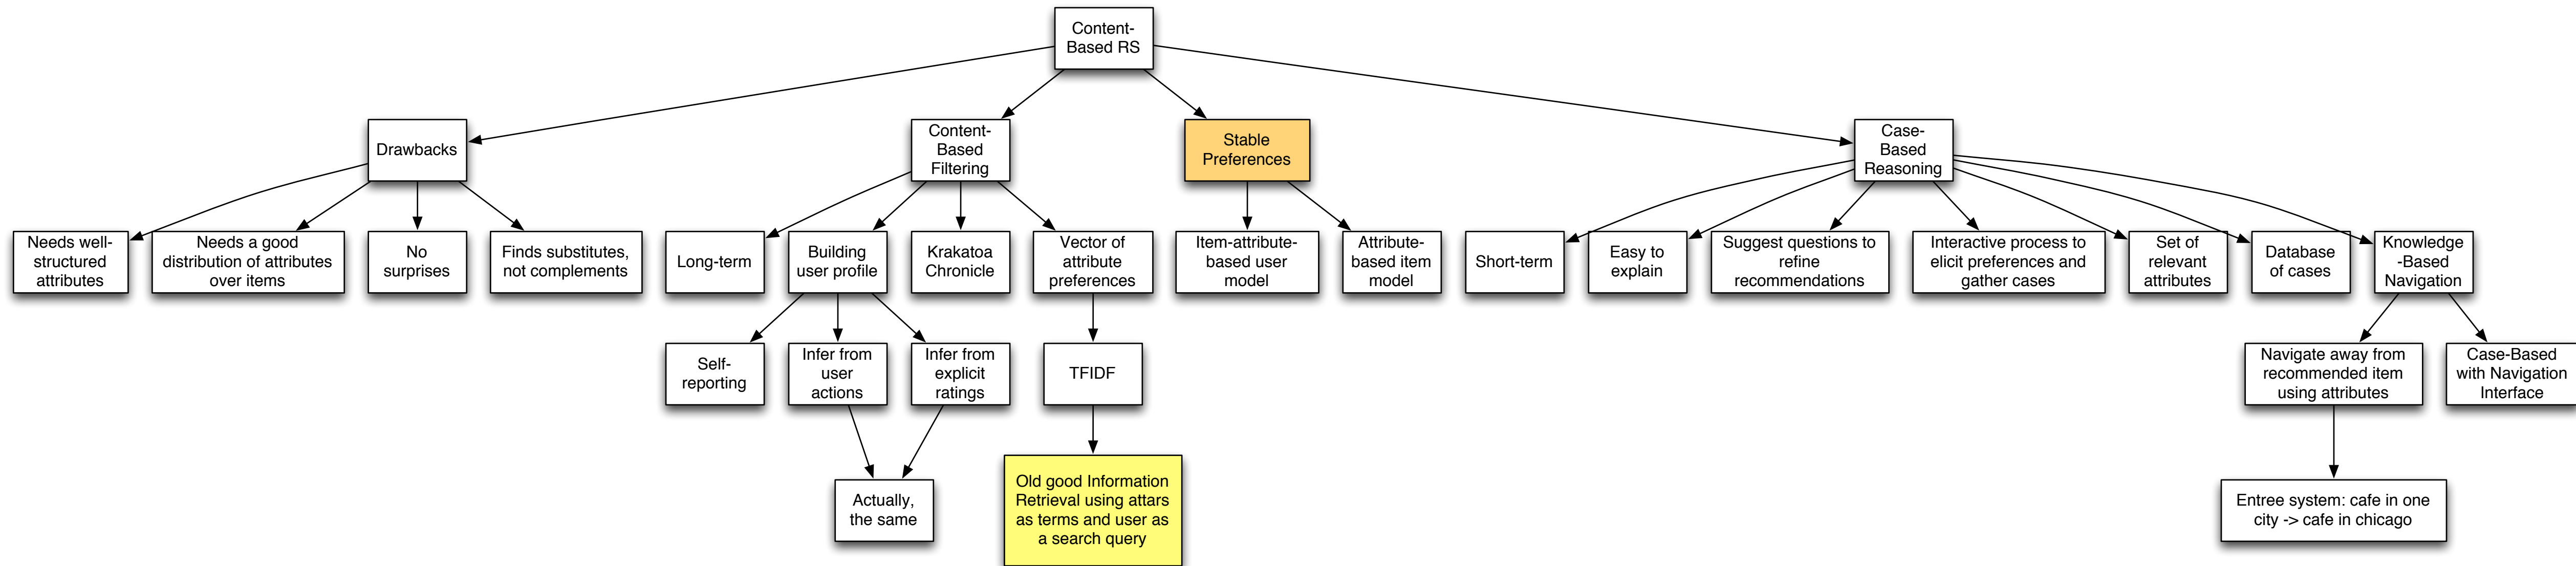 Content-
Based RS
Drawbacks
Content-
Based
Filtering
Stable
Preferences
Case-
Based
Reasoning
Needs well-
structured
attributes
Needs a good
distribution of attributes
over items
No
surprises
Finds substitutes,
not complements
Long-term
Building
user profile
Krakatoa
Chronicle
Vector of
attribute
preferences
Item-attribute-
based user
model
Attribute-
based item
model
Short-term
Easy to
explain
Suggest questions to
refine
recommendations
Interactive process to
elicit preferences and
gather cases
Set of
relevant
attributes
Database
of cases
Knowledge
-Based
Navigation
Self-
reporting
Infer from
user
actions
Infer from
explicit
ratings
TFIDF
Navigate away from
recommended item
using attributes
Case-Based
with Navigation
Interface
Actually,
the same
Old good Information
Retrieval using attars
as terms and user as
a search query
Entree system: cafe in one
city -> cafe in chicago